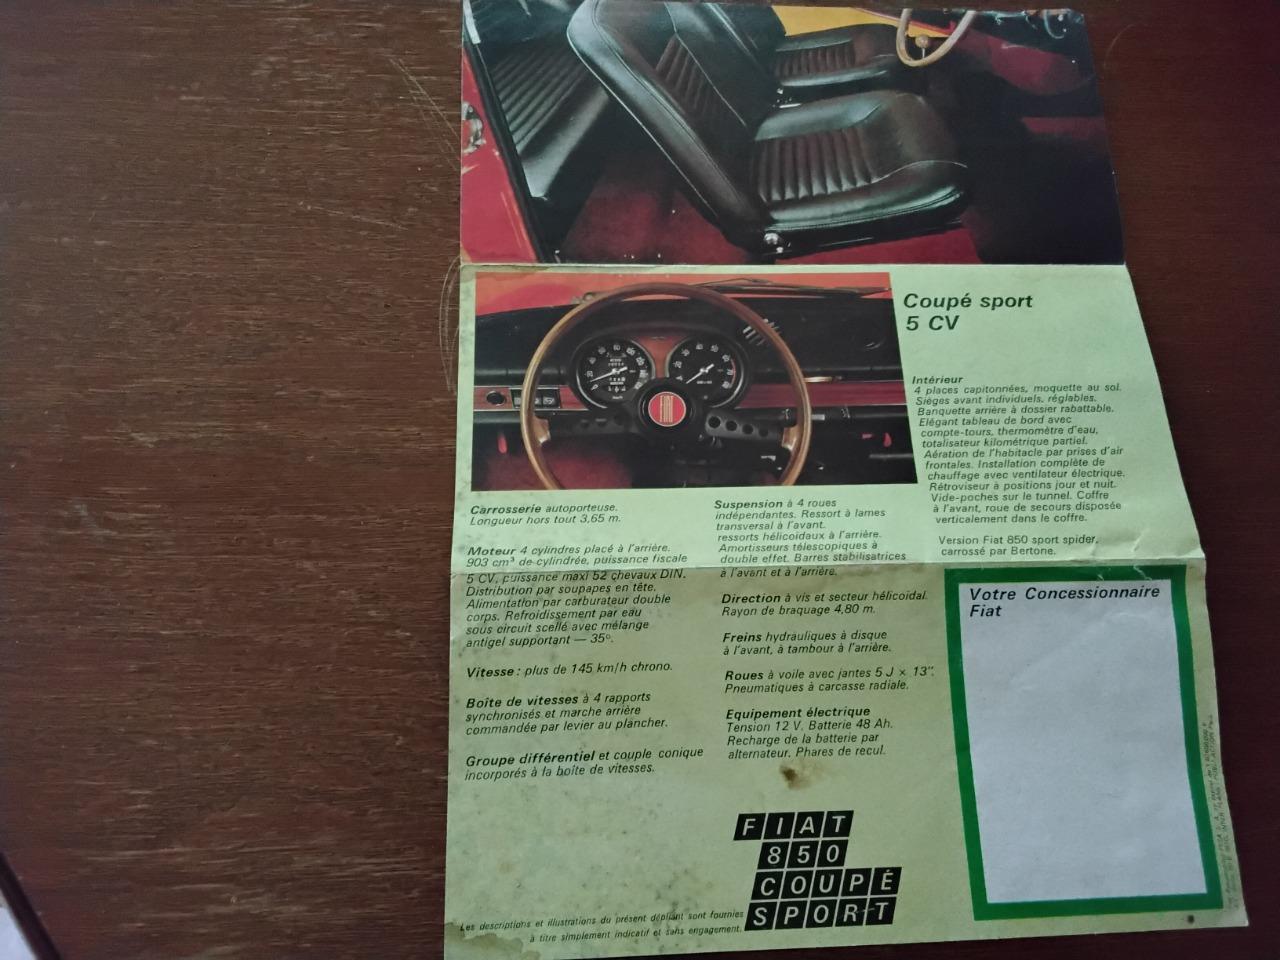 FIAT
Coupé sport
5 CV
Intérieur
4 places capitonnées, moquette au sol.
Sièges avant individuels, réglables.
Banquette arrière à dossier rabattable.
Elégant tableau de bord avec
compte-tours, thermomètre d'eau,
totalisateur kilométrique partiel.
Aération de l'habitacle par prises d'air
frontales. Installation complète de
chauffage avec ventilateur électrique.
Rétroviseur à positions jour et nuit.
Vide-poches sur le tunnel. Coffre
à l'avant, roue de secours disposée
verticalement dans le coffre.
Version Fiat 850 sport spider,
carrossé par Bertone.
Carrosserie autoporteuse.
Longueur hors tout 3,65 m.
Moteur 4 cylindres placé à l'arrière.
903 cm³ de cylindrée, puissance fiscale
5 CV, puissance maxi 52 chevaux DIN.
Distribution par soupapes en tête.
Alimentation par carburateur double
corps. Refroidissement par eau
sous circuit scellé avec mélange
antigel supportant — 35°.
Vitesse : plus de 145 km/h chrono.
Boîte de vitesses à 4 rapports
synchronisés et marche arrière
commandée par levier au plancher.
Groupe différentiel et couple conique
incorporés à la boîte de vitesses.
Suspension à 4 roues
indépendantes. Ressort à lames
transversal à l'avant.
ressorts hélicoïdaux à l'arrière.
Amortisseurs télescopiques à
double effet. Barres stabilisatrices
à l'avant et à l'arrière.
Direction à vis et secteur hélicoïdal.
Rayon de braquage 4,80 m.
Freins hydrauliques à disque
à l'avant, à tambour à l'arrière.
Roues à voile avec jantes 5 J × 13".
Pneumatiques à carcasse radiale.
Equipement électrique
Tension 12 V. Batterie 48 Ah.
Recharge de la batterie par
alternateur. Phares de recul.
Votre Concessionnaire
Fiat
FIAT
850
COUPÉ
SPORT
Les descriptions et illustrations du présent dépliant sont fournies
à titre simplement indicatif et sans engagement.